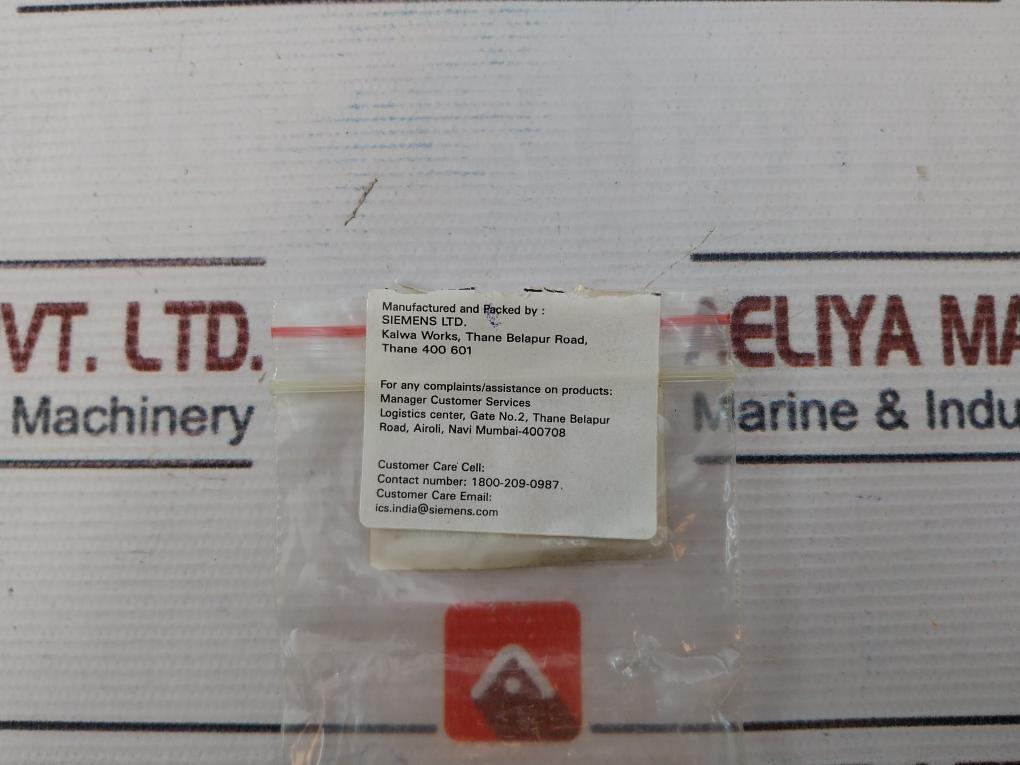 VT. LTD.
Machinery
Manufactured and Packed by :
SIEMENS LTD.
Kalwa Works, Thane Belapur Road,
Thane 400 601
For any complaints/assistance on products:
Manager Customer Services
Logistics center, Gate No.2, Thane Belapur
Road, Airoli, Navi Mumbai-400708
Customer Care Cell:
Contact number: 1800-209-0987.
Customer Care Email:
ics.india@siemens.com
AELIYA MA
Marine & Indu